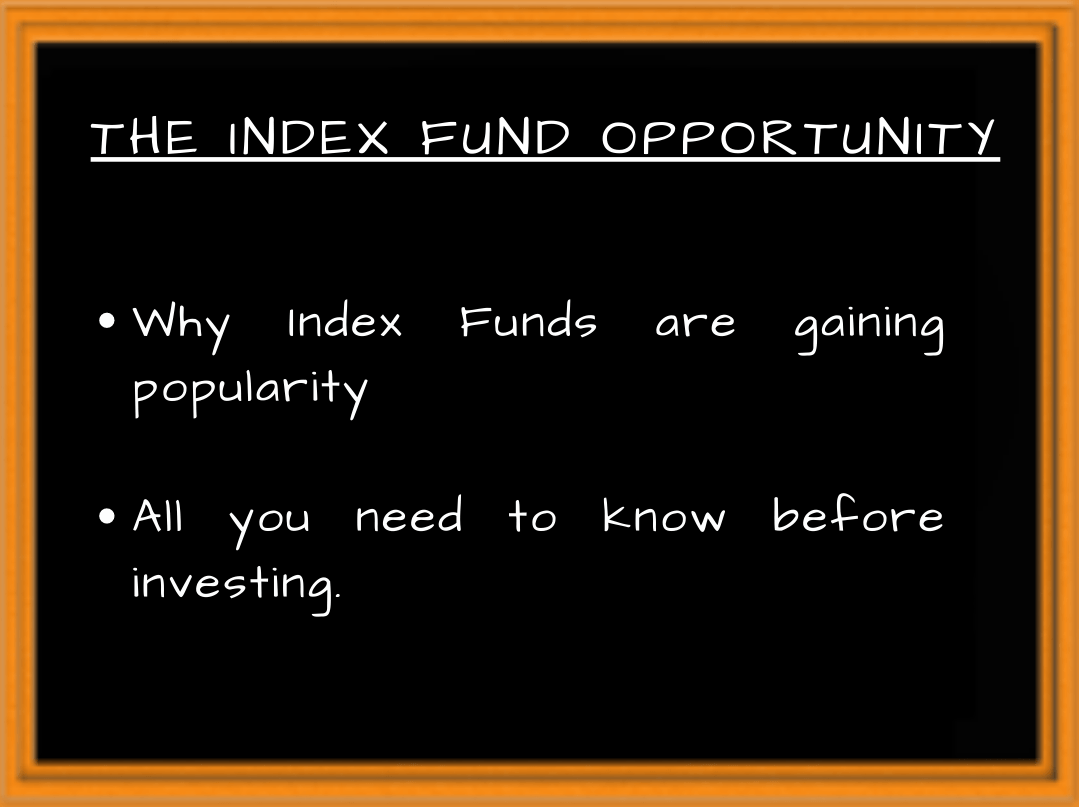 THE INDEX FUND OPPORTUNITY
• Why Index Funds are gaining
popularity
• All you need to know before
investing.